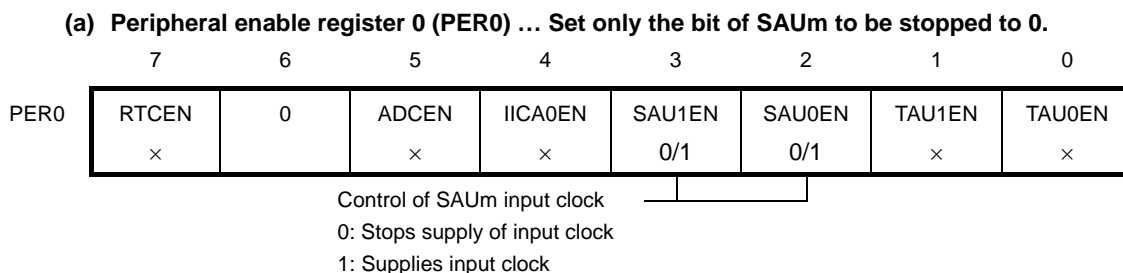 (a) Peripheral enable register 0 (PER0) … Set only the bit of SAUm to be stopped to 0.
7 6 5 4 3 2 1 0
PER0 RTCEN 0 ADCEN IICA0EN SAU1EN SAU0EN TAU1EN TAU0EN
× × × 0/1 0/1 × ×
Control of SAUm input clock
0: Stops supply of input clock
1: Supplies input clock